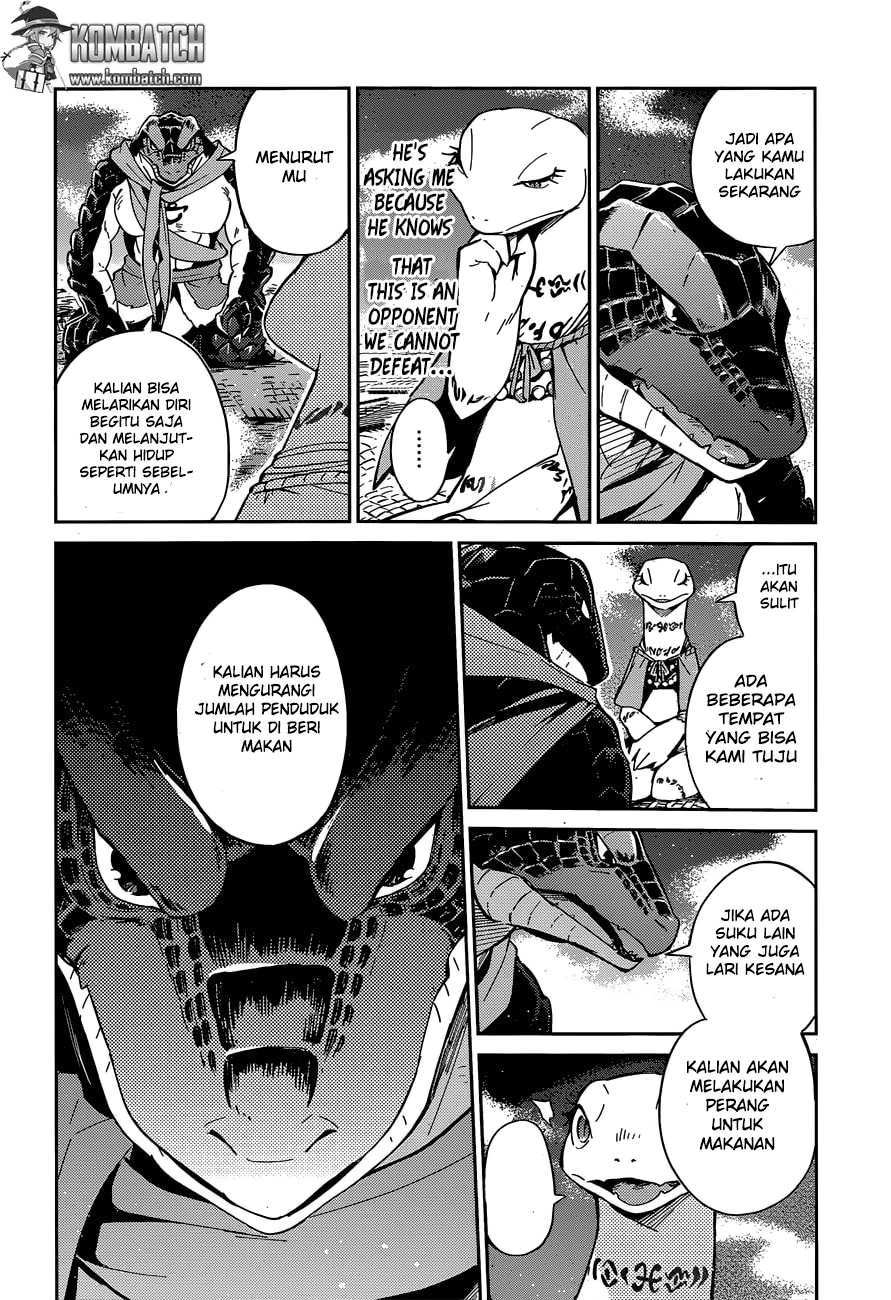 KOMBATCH
www.kombatch.com
JADI APA
YANG KAMU
LAKUKAN
SEKARANG
HE'S
ASKING ME
BECAUSE
HE KNOWS
THAT
THIS IS AN
OPPONENT
WE CANNOT
DEFEAT...
......
MENURUT
MU
KALIAN BISA
MELARIKAN DIRI
BEGITU SAJA
DAN MELANJUT-
KAN HIDUP
SEPERTI SEBEL-
UMNYA .
...ITU
AKAN
SULIT
ADA
BEBERAPA
TEMPAT
YANG BISA
KAMI TUJU
JIKA ADA
SUKU LAIN
YANG JUGA
LARI KESANA
KALIAN AKAN
MELAKUKAN
PERANG
UNTUK
MAKANAN
KALIAN HARUS
MENGURANGI
JUMLAH PENDUDUK
UNTUK DI BERI
MAKAN